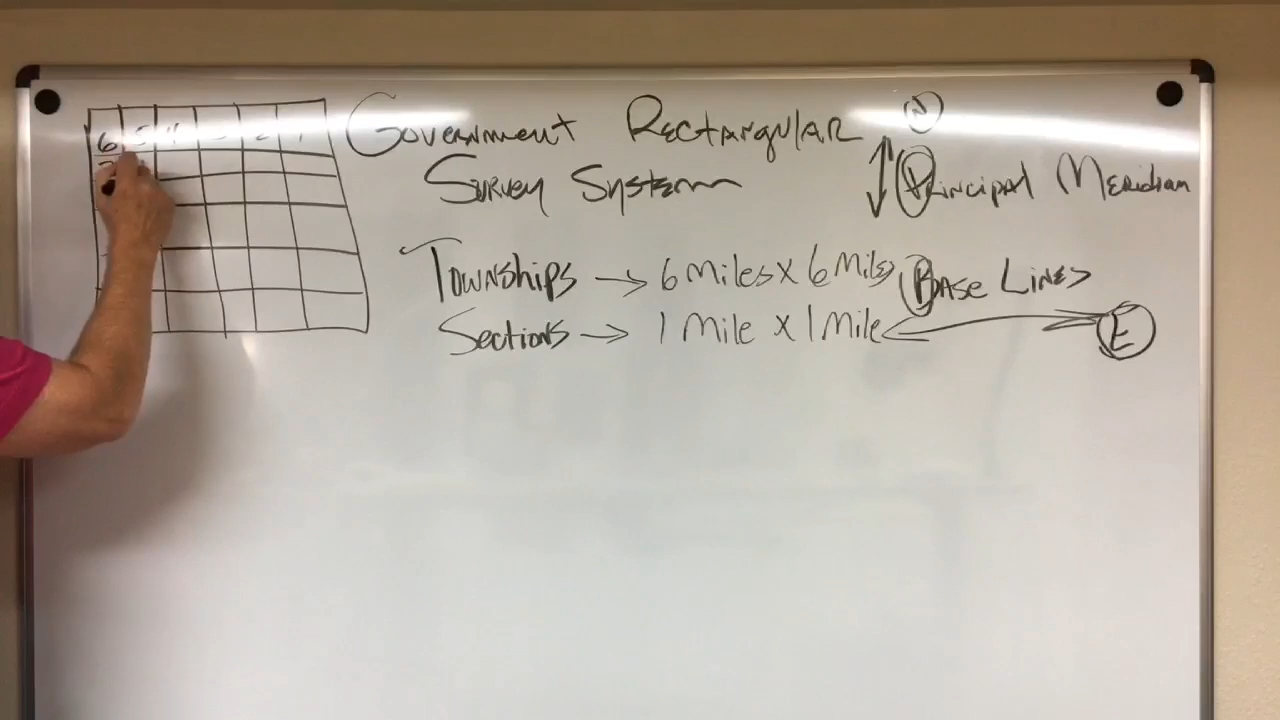 6 5 4 3 2 1
7
Government Rectangular
Survey System
Townships → 6 Miles x 6 Miles
Sections → 1 Mile x 1 Mile
N
Principal Meridian
Base Lines
E